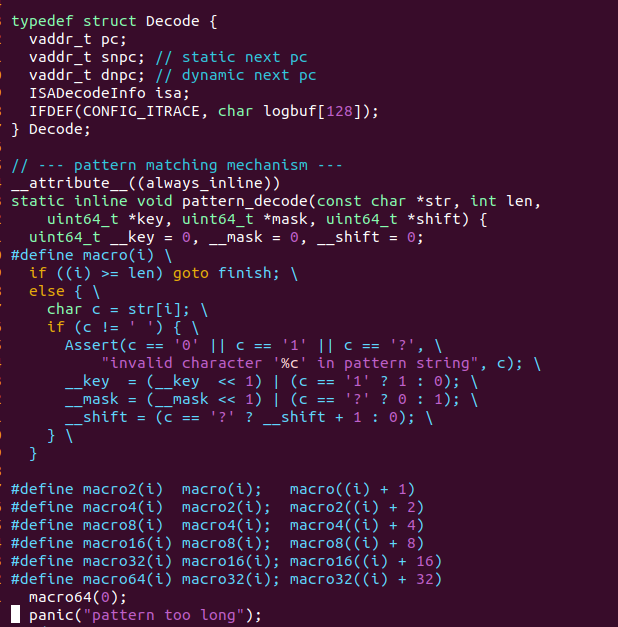 typedef struct Decode {
  vaddr_t pc;
  vaddr_t snpc; // static next pc
  vaddr_t dnpc; // dynamic next pc
  ISADecodeInfo isa;
  IFDEF(CONFIG_ITRACE, char logbuf[128]);
} Decode;

// --- pattern matching mechanism ---
__attribute__((always_inline))
static inline void pattern_decode(const char *str, int len,
    uint64_t *key, uint64_t *mask, uint64_t *shift) {
  uint64_t __key = 0, __mask = 0, __shift = 0;
#define macro(i) \
  if ((i) >= len) goto finish; \
  else { \
    char c = str[i]; \
    if (c != ' ') { \
      Assert(c == '0' || c == '1' || c == '?', \
          "invalid character '%c' in pattern string", c); \
      __key  = (__key  << 1) | (c == '1' ? 1 : 0); \
      __mask = (__mask << 1) | (c == '?' ? 0 : 1); \
      __shift = (c == '?' ? __shift + 1 : 0); \
    } \
  }

#define macro2(i)  macro(i);   macro((i) + 1)
#define macro4(i)  macro2(i);  macro2((i) + 2)
#define macro8(i)  macro4(i);  macro4((i) + 4)
#define macro16(i) macro8(i);  macro8((i) + 8)
#define macro32(i) macro16(i); macro16((i) + 16)
#define macro64(i) macro32(i); macro32((i) + 32)
  macro64(0);
  panic("pattern too long");